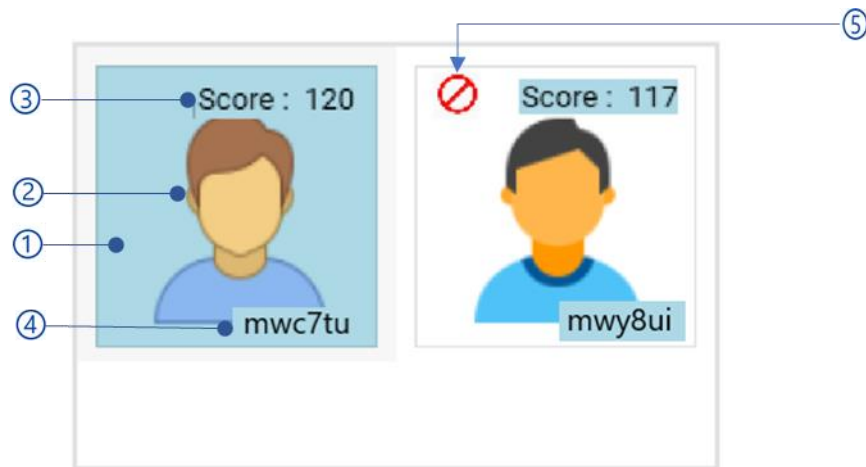 ⑤
③ Score : 120
Score : 117
②
①
④ mwc7tu
mwy8ui